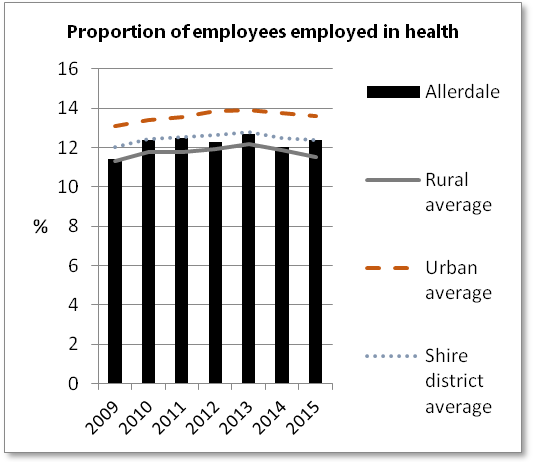 Proportion of employees employed in health
16
14
12
10
8
6
4
2
0
%
2009
2010
2011
2012
2013
2014
2015
Allerdale
Rural
average
Urban
average
Shire
district
average